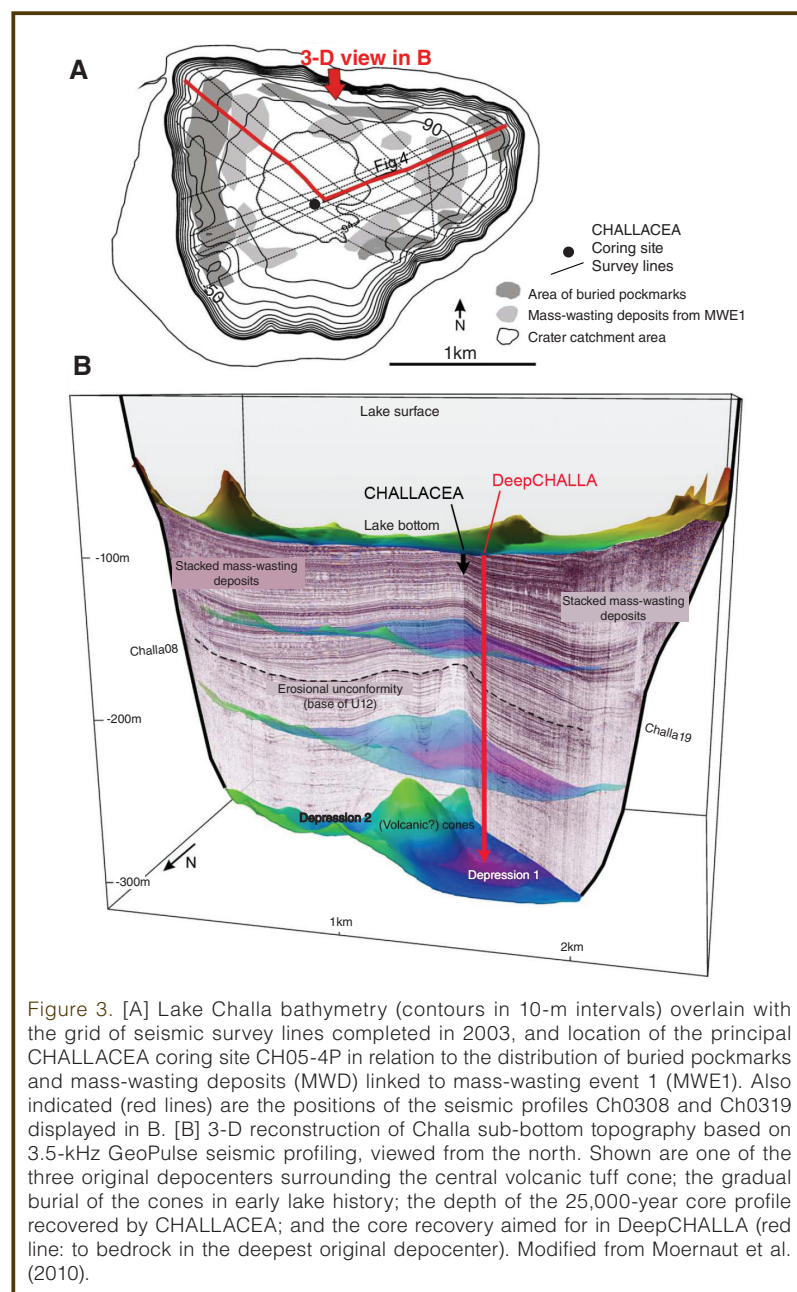 A
3-D view in B
90
Fig.4
94
50
CHALLACEA
Coring site
Survey lines
Area of buried pockmarks
Mass-wasting deposits from MWE1
Crater catchment area
N
1km
B
Lake surface
DeepCHALLA
CHALLACEA
Lake bottom
-100m
Stacked mass-wasting
deposits
Stacked mass-wasting
deposits
Challa08
Erosional unconformity
(base of U12)
-200m
Challa19
Depression 2
(Volcanic?) cones
N
Depression 1
-300m
1km
2km
Figure 3. [A] Lake Challa bathymetry (contours in 10-m intervals) overlain with
the grid of seismic survey lines completed in 2003, and location of the principal
CHALLACEA coring site CH05-4P in relation to the distribution of buried pockmarks
and mass-wasting deposits (MWD) linked to mass-wasting event 1 (MWE1). Also
indicated (red lines) are the positions of the seismic profiles Ch0308 and Ch0319
displayed in B. [B] 3-D reconstruction of Challa sub-bottom topography based on
3.5-kHz GeoPulse seismic profiling, viewed from the north. Shown are one of the
three original depocenters surrounding the central volcanic tuff cone; the gradual
burial of the cones in early lake history; the depth of the 25,000-year core profile
recovered by CHALLACEA; and the core recovery aimed for in DeepCHALLA (red
line: to bedrock in the deepest original depocenter). Modified from Moernaut et al.
(2010).